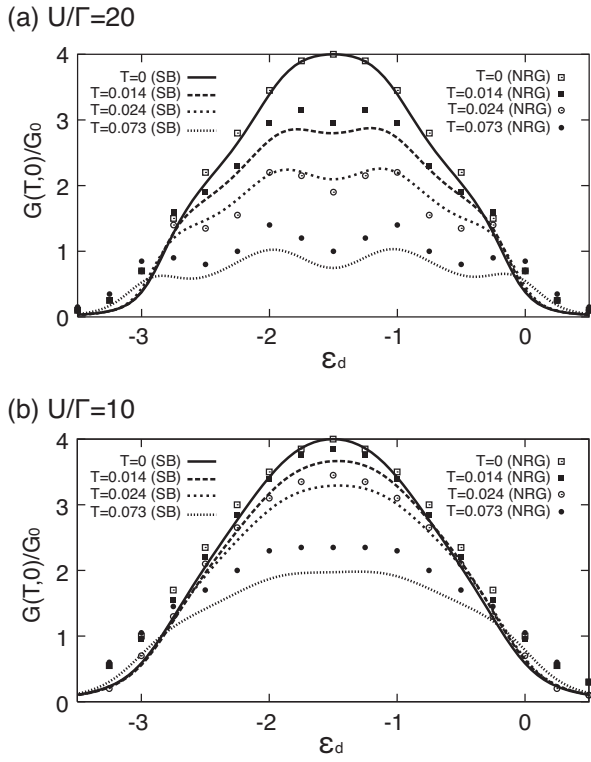 (a) U/Γ=20
G(T,0)/G0
4
3
2
1
0
T=0 (SB)
T=0.014 (SB)
T=0.024 (SB)
T=0.073 (SB)
T=0 (NRG)
T=0.014 (NRG)
T=0.024 (NRG)
T=0.073 (NRG)
-3 -2 -1 0
εd
(b) U/Γ=10
G(T,0)/G0
4
3
2
1
0
T=0 (SB)
T=0.014 (SB)
T=0.024 (SB)
T=0.073 (SB)
T=0 (NRG)
T=0.014 (NRG)
T=0.024 (NRG)
T=0.073 (NRG)
-3 -2 -1 0
εd